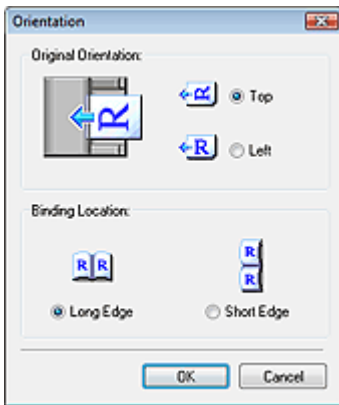 Orientation
Original Orientation:
R
R
Top
R
Left
Binding Location:
R R
R
R
Long Edge
Short Edge
OK
Cancel